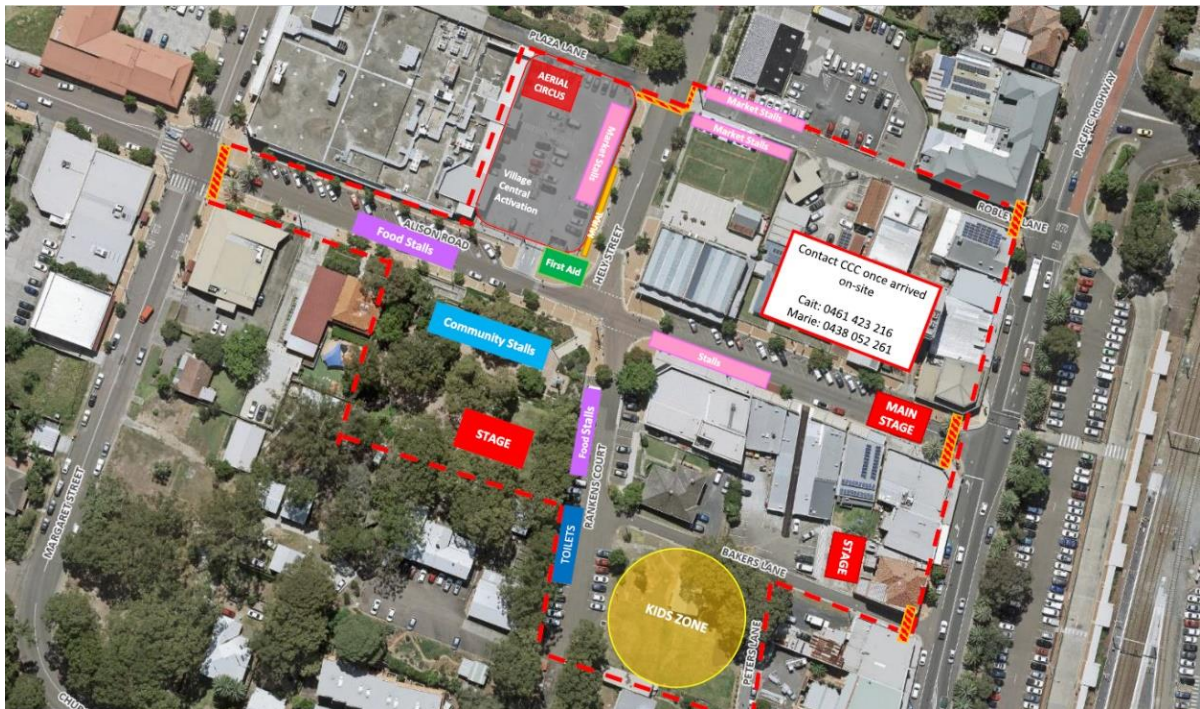 PLAZA LANE
AERIAL
CIRCUS
Market Stalls
Market Stalls
Market Stalls
PACIFIC HIGHWAY
Village
Central
Activation
MURAL
ROBLEY LANE
ALISON ROAD
Food Stalls
First Aid
HELY STREET
Contact CCC once arrived
on-site
Cait: 0461 423 216
Marie: 0438 052 261
Community Stalls
Stalls
MAIN
STAGE
STAGE
Food Stalls
RANKENS COURT
MARGARET STREET
TOILETS
BAKERS LANE
STAGE
KIDS ZONE
PETERS LANE